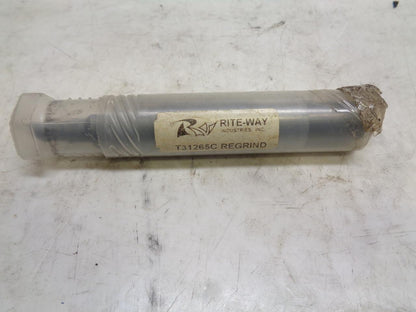 RITE-WAY
INDUSTRIES, INC.
T31265C REGRIND